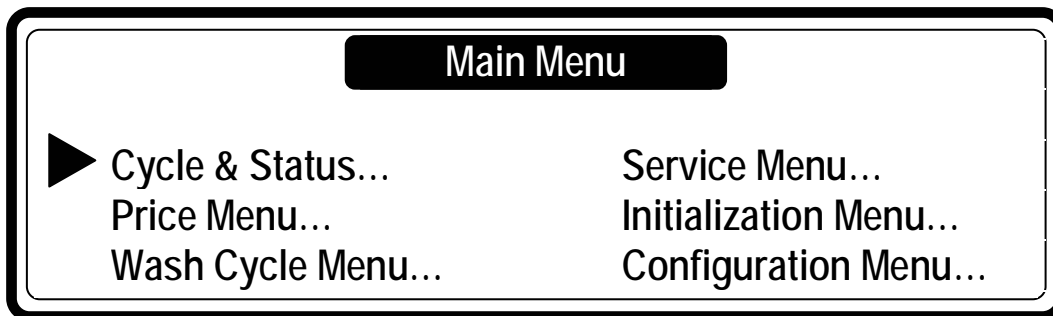 Main Menu
Cycle & Status...
Price Menu...
Wash Cycle Menu...
Service Menu...
Initialization Menu...
Configuration Menu...